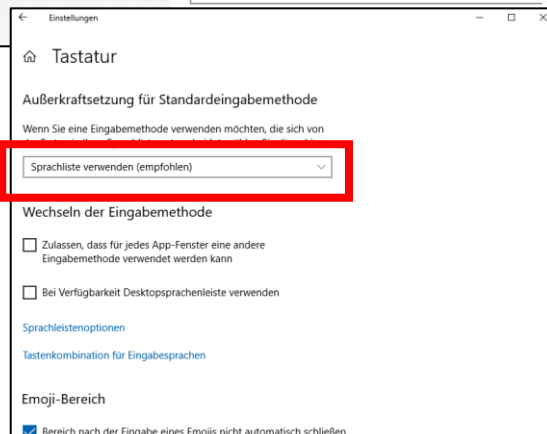 Einstellungen
Tastatur
Außerkraftsetzung für Standardeingabemethode
Wenn Sie eine Eingabemethode verwenden möchten, die sich von
Sprachliste verwenden (empfohlen)
Wechseln der Eingabemethode
Zulassen, dass für jedes App-Fenster eine andere
Eingabemethode verwendet werden kann
Bei Verfügbarkeit Desktopsprachenleiste verwenden
Sprachleistenoptionen
Tastenkombination für Eingabesprachen
Emoji-Bereich
Bereich nach der Eingabe eines Emojis nicht automatisch schließen